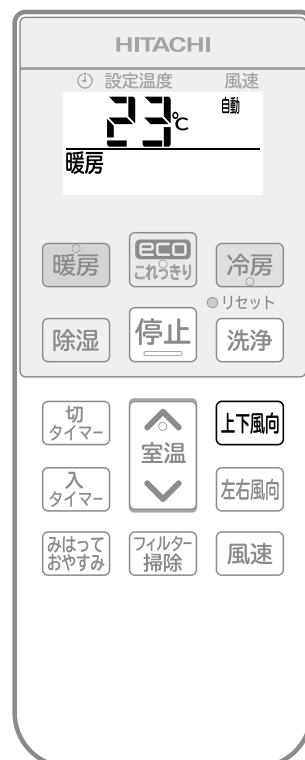 HITACHI
設定温度 風速
23℃ 自動
暖房
暖房 eco これっきり 冷房
リセット
除湿 停止 洗浄
切タイマー 室温 上下風向
入タイマー 左右風向
みはっておやすみ フィルター掃除 風速